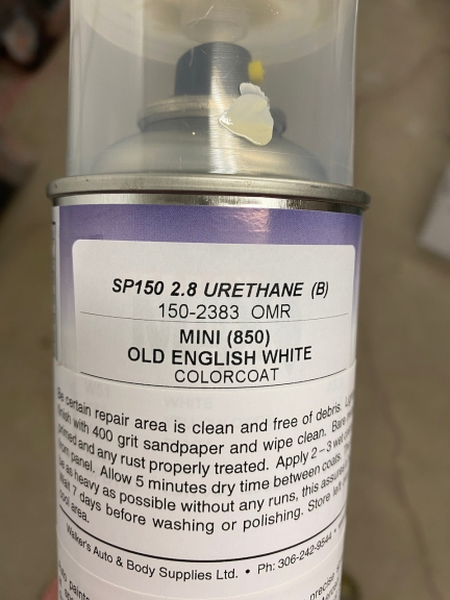 SP150 2.8 URETHANE (B)
150-2383 OMR
MINI (850)
OLD ENGLISH WHITE
COLORCOAT
certain repair area is clean and free of debris.
with 400 grit sandpaper and wipe clean. Bare
and any rust properly treated. Apply 2 – 3 wet
panel. Allow 5 minutes dry time between coats.
as heavy as possible without any runs, this
7 days before washing or polishing. Store
area.
Walker's Auto & Body Supplies Ltd. • Ph: 306-242-9544 •
precise